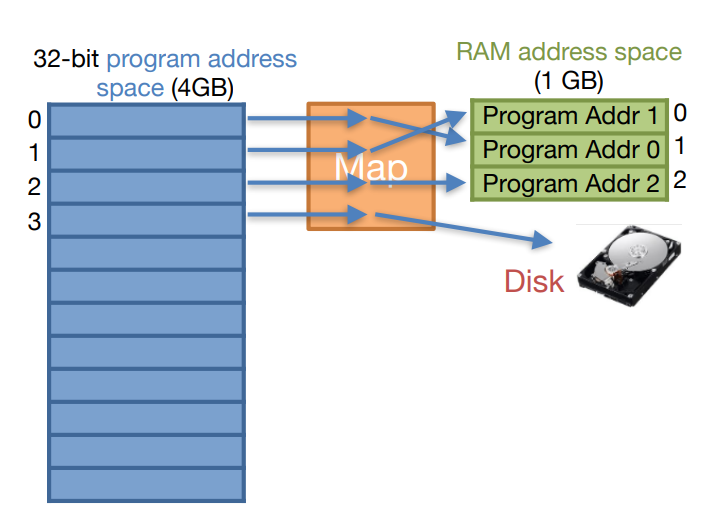 32-bit program address
space (4GB)
RAM address space
(1 GB)
0
1
2
3
Map
Program Addr 1 0
Program Addr 0 1
Program Addr 2 2
Disk